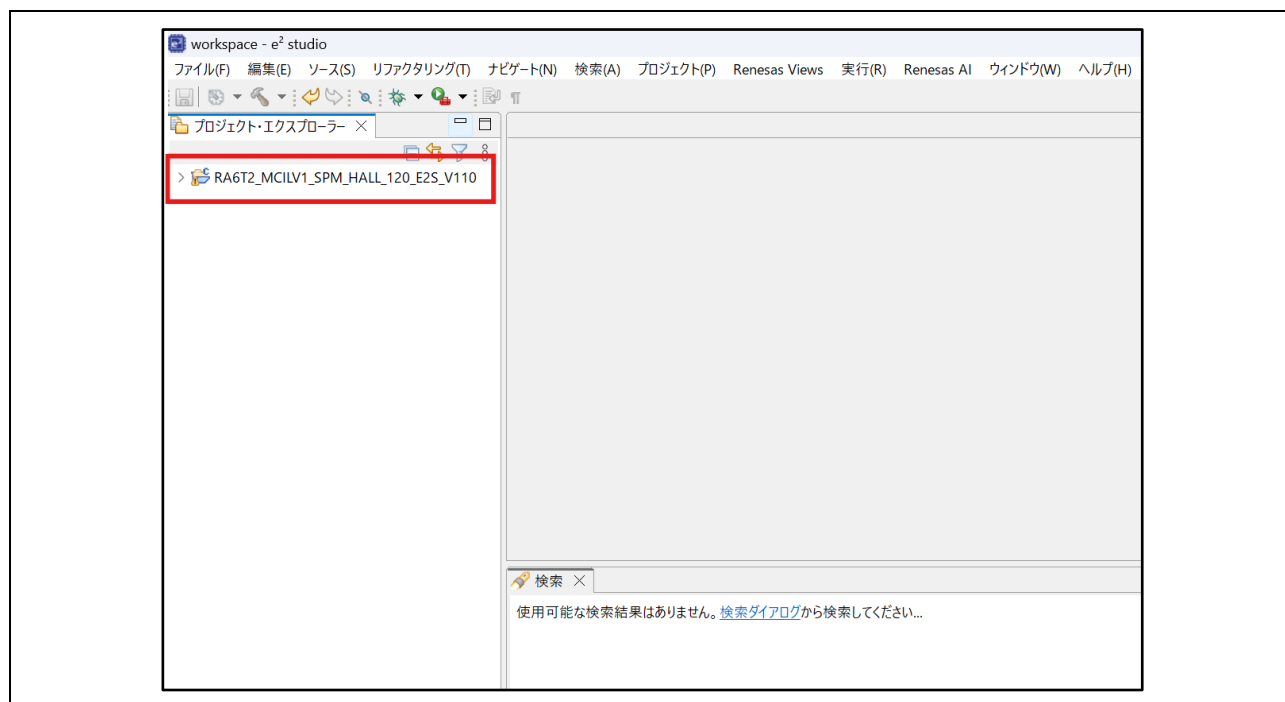 workspace - e² studio
ファイル(F) 編集(E) ソース(S) リファクタリング(T) ナビゲート(N) 検索(A) プロジェクト(P) Renesas Views 実行(R) Renesas AI ウィンドウ(W) ヘルプ(H)
プロジェクト・エクスプローラー
RA6T2_MCILV1_SPM_HALL_120_E2S_V110
検索
使用可能な検索結果はありません。検索ダイアログから検索してください...